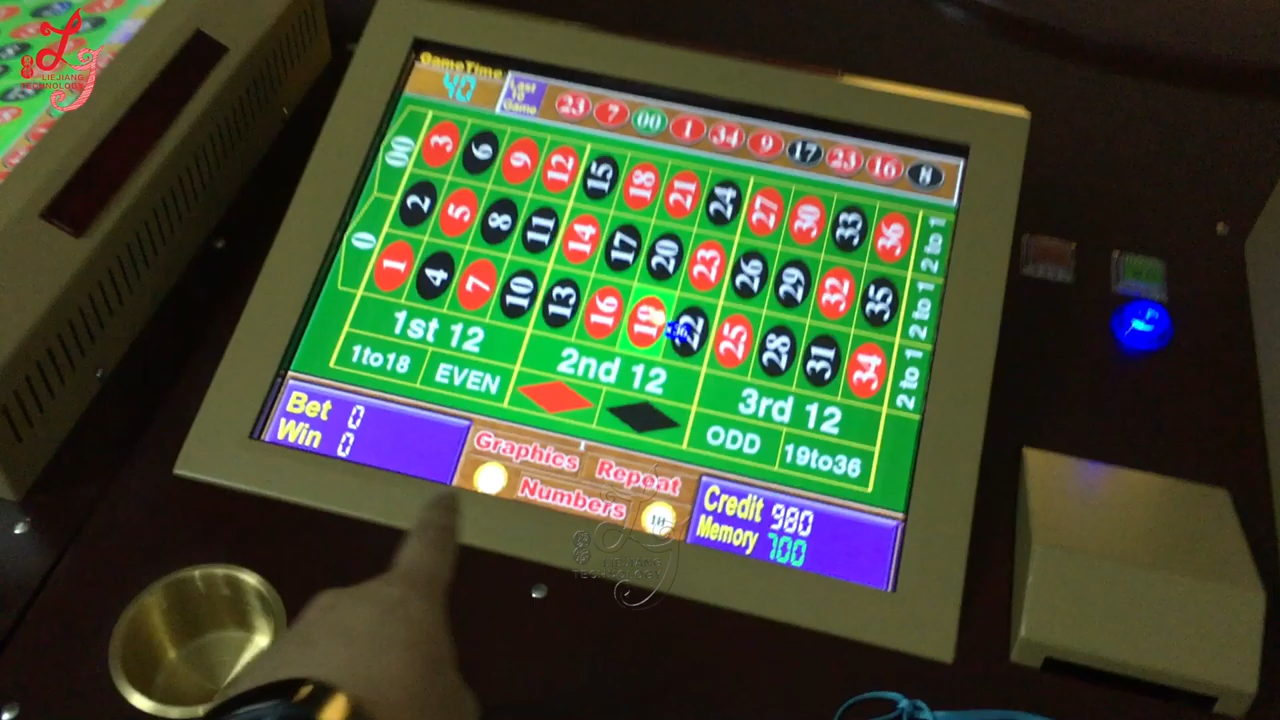 LIEJIANG
TECHNOLOGY
GameTime
40
Last
10
Game
23 7 00 1 34 9 17 23 16 8
00 3 6 9 12 15 18 21 24 27 30 33 36 2 to 1
2 5 8 11 14 17 20 23 26 29 32 35 2 to 1
0 1 4 7 10 13 16 19 22 25 28 31 34 2 to 1
1st 12 2nd 12 3rd 12
1to18 EVEN ODD 19to36
Bet 0
Win 0
Graphics Repeat
Numbers
Credit 980
Memory 700
LIEJIANG
TECHNOLOGY